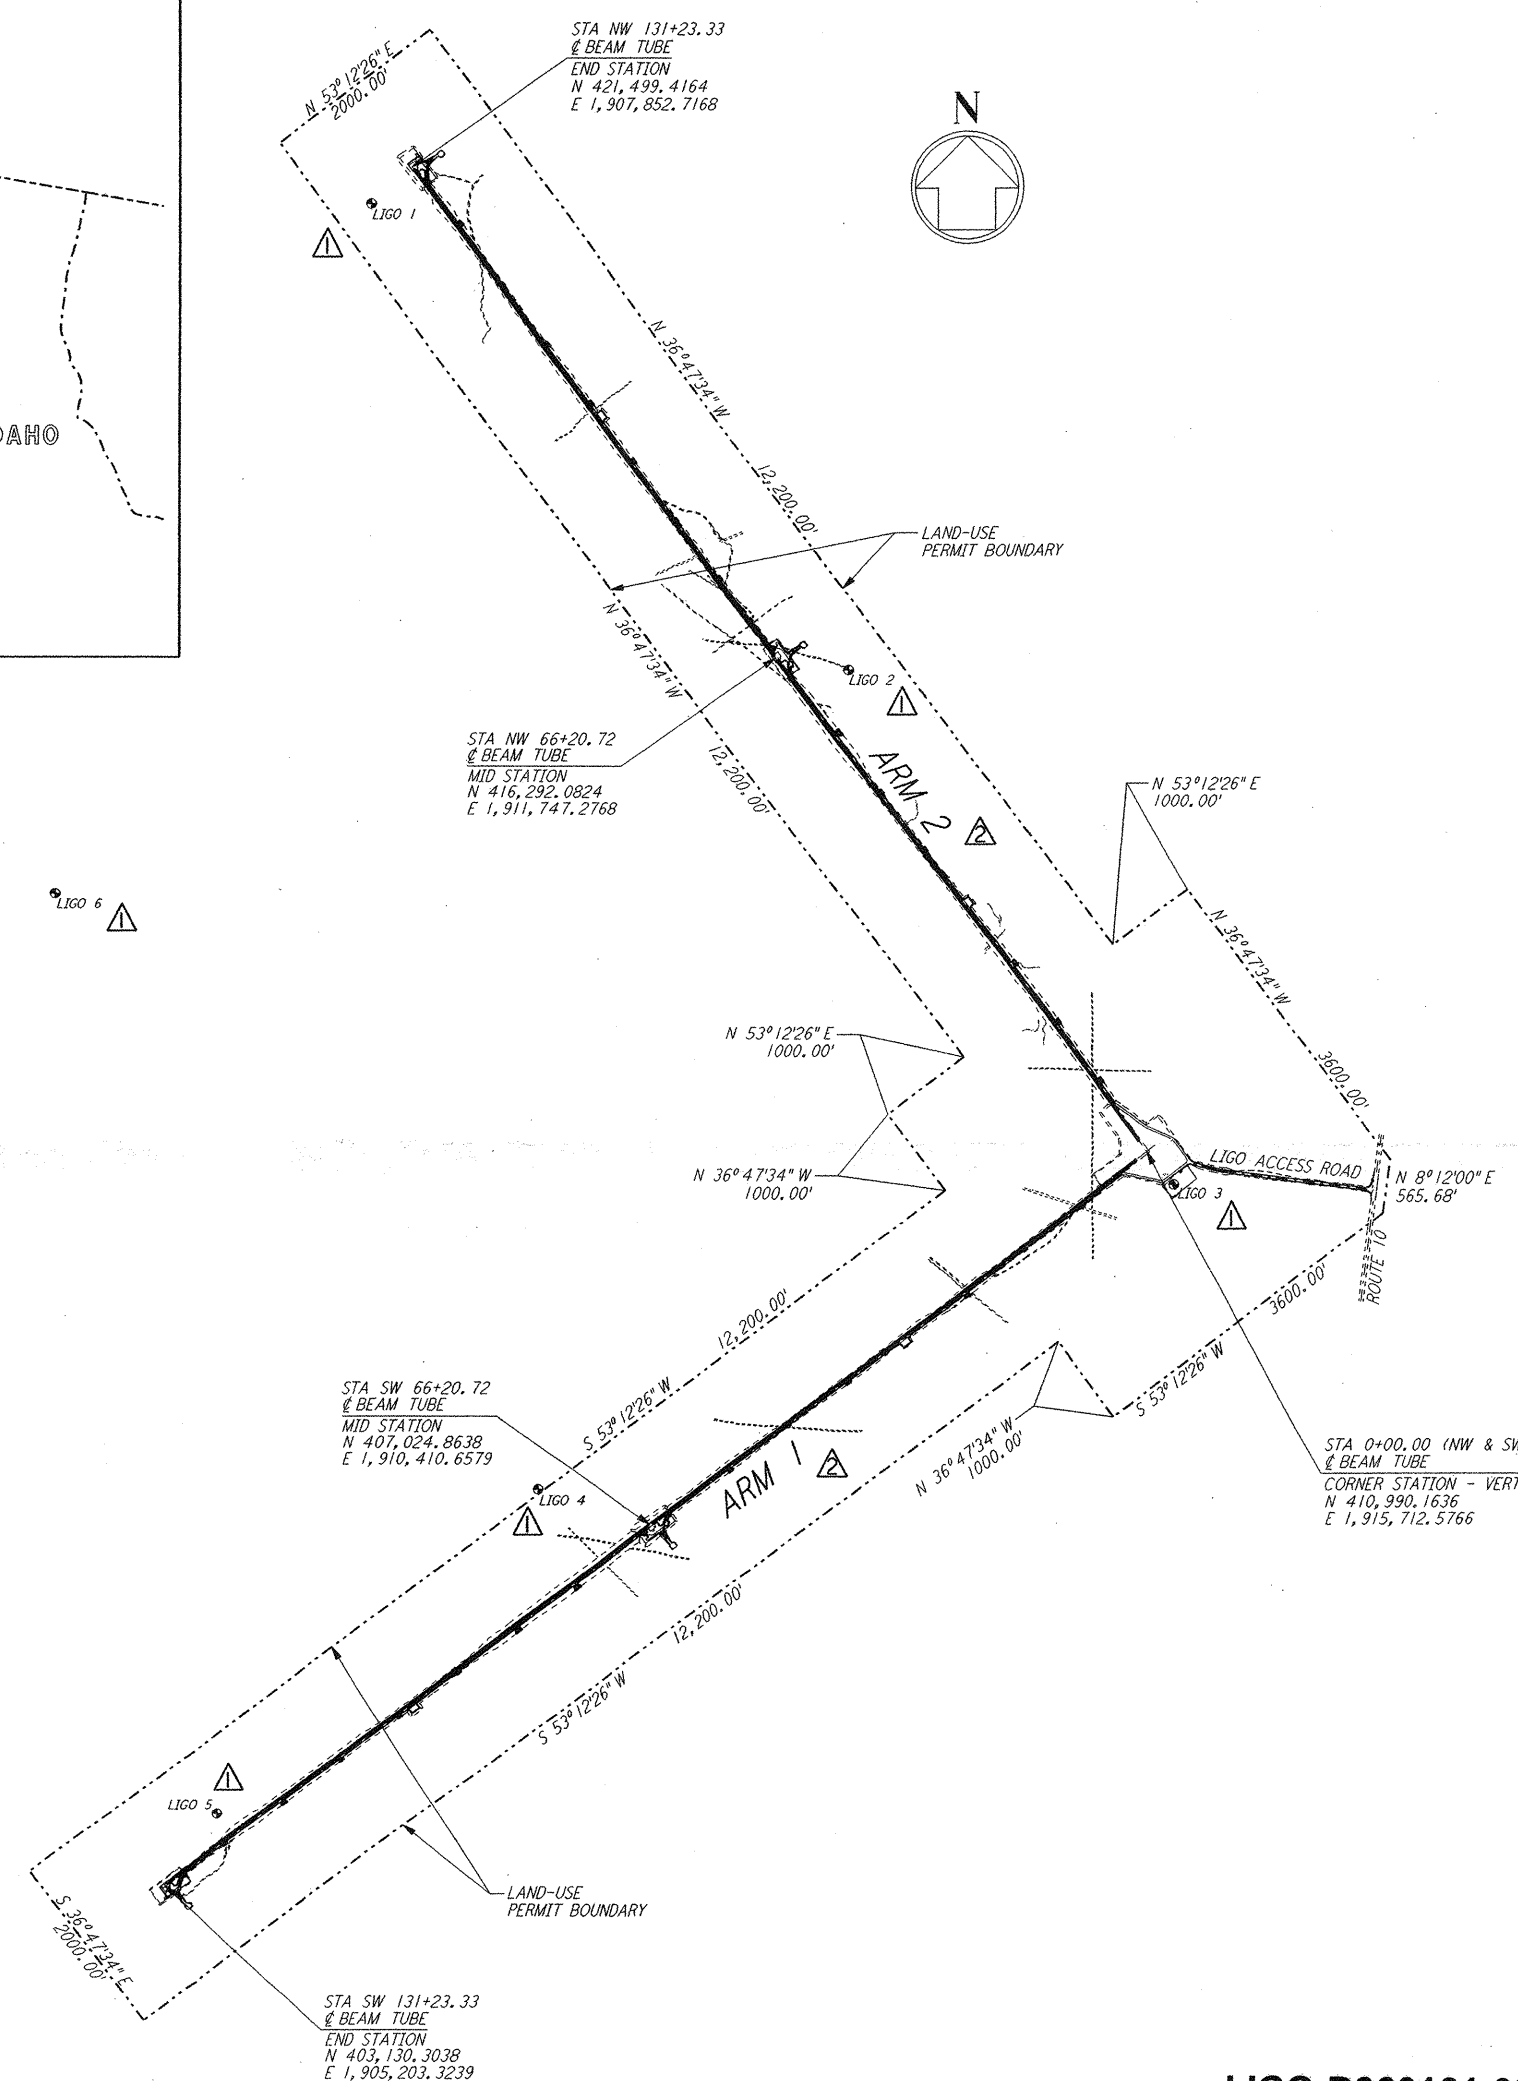 STA NW 131+23.33
℄ BEAM TUBE
END STATION
N 421,499.4164
E 1,907,852.7168
N 53°12'26" E
2000.00'
N
LIGO 1
1
DAHO
N 36°47'34" W
12,200.00'
LAND-USE
PERMIT BOUNDARY
N 36°47'34" W
12,200.00'
LIGO 2
1
STA NW 66+20.72
℄ BEAM TUBE
MID STATION
N 416,292.0824
E 1,911,747.2768
ARM 2
2
N 53°12'26" E
1000.00'
LIGO 6
1
N 36°47'34" W
3600.00'
N 53°12'26" E
1000.00'
N 36°47'34" W
1000.00'
LIGO ACCESS ROAD
N 8°12'00" E
565.68'
LIGO 3
1
ROUTE 10
3600.00'
S 53°12'26" W
12,200.00'
S 53°12'26" W
STA SW 66+20.72
℄ BEAM TUBE
MID STATION
N 407,024.8638
E 1,910,410.6579
N 36°47'34" W
1000.00'
STA 0+00.00 (NW & SW
℄ BEAM TUBE
CORNER STATION - VERT
N 410,990.1636
E 1,915,712.5766
LIGO 4
1
ARM 1
2
12,200.00'
S 53°12'26" W
LIGO 5
1
LAND-USE
PERMIT BOUNDARY
S 36°47'34" E
2000.00'
STA SW 131+23.33
℄ BEAM TUBE
END STATION
N 403,130.3038
E 1,905,203.3239